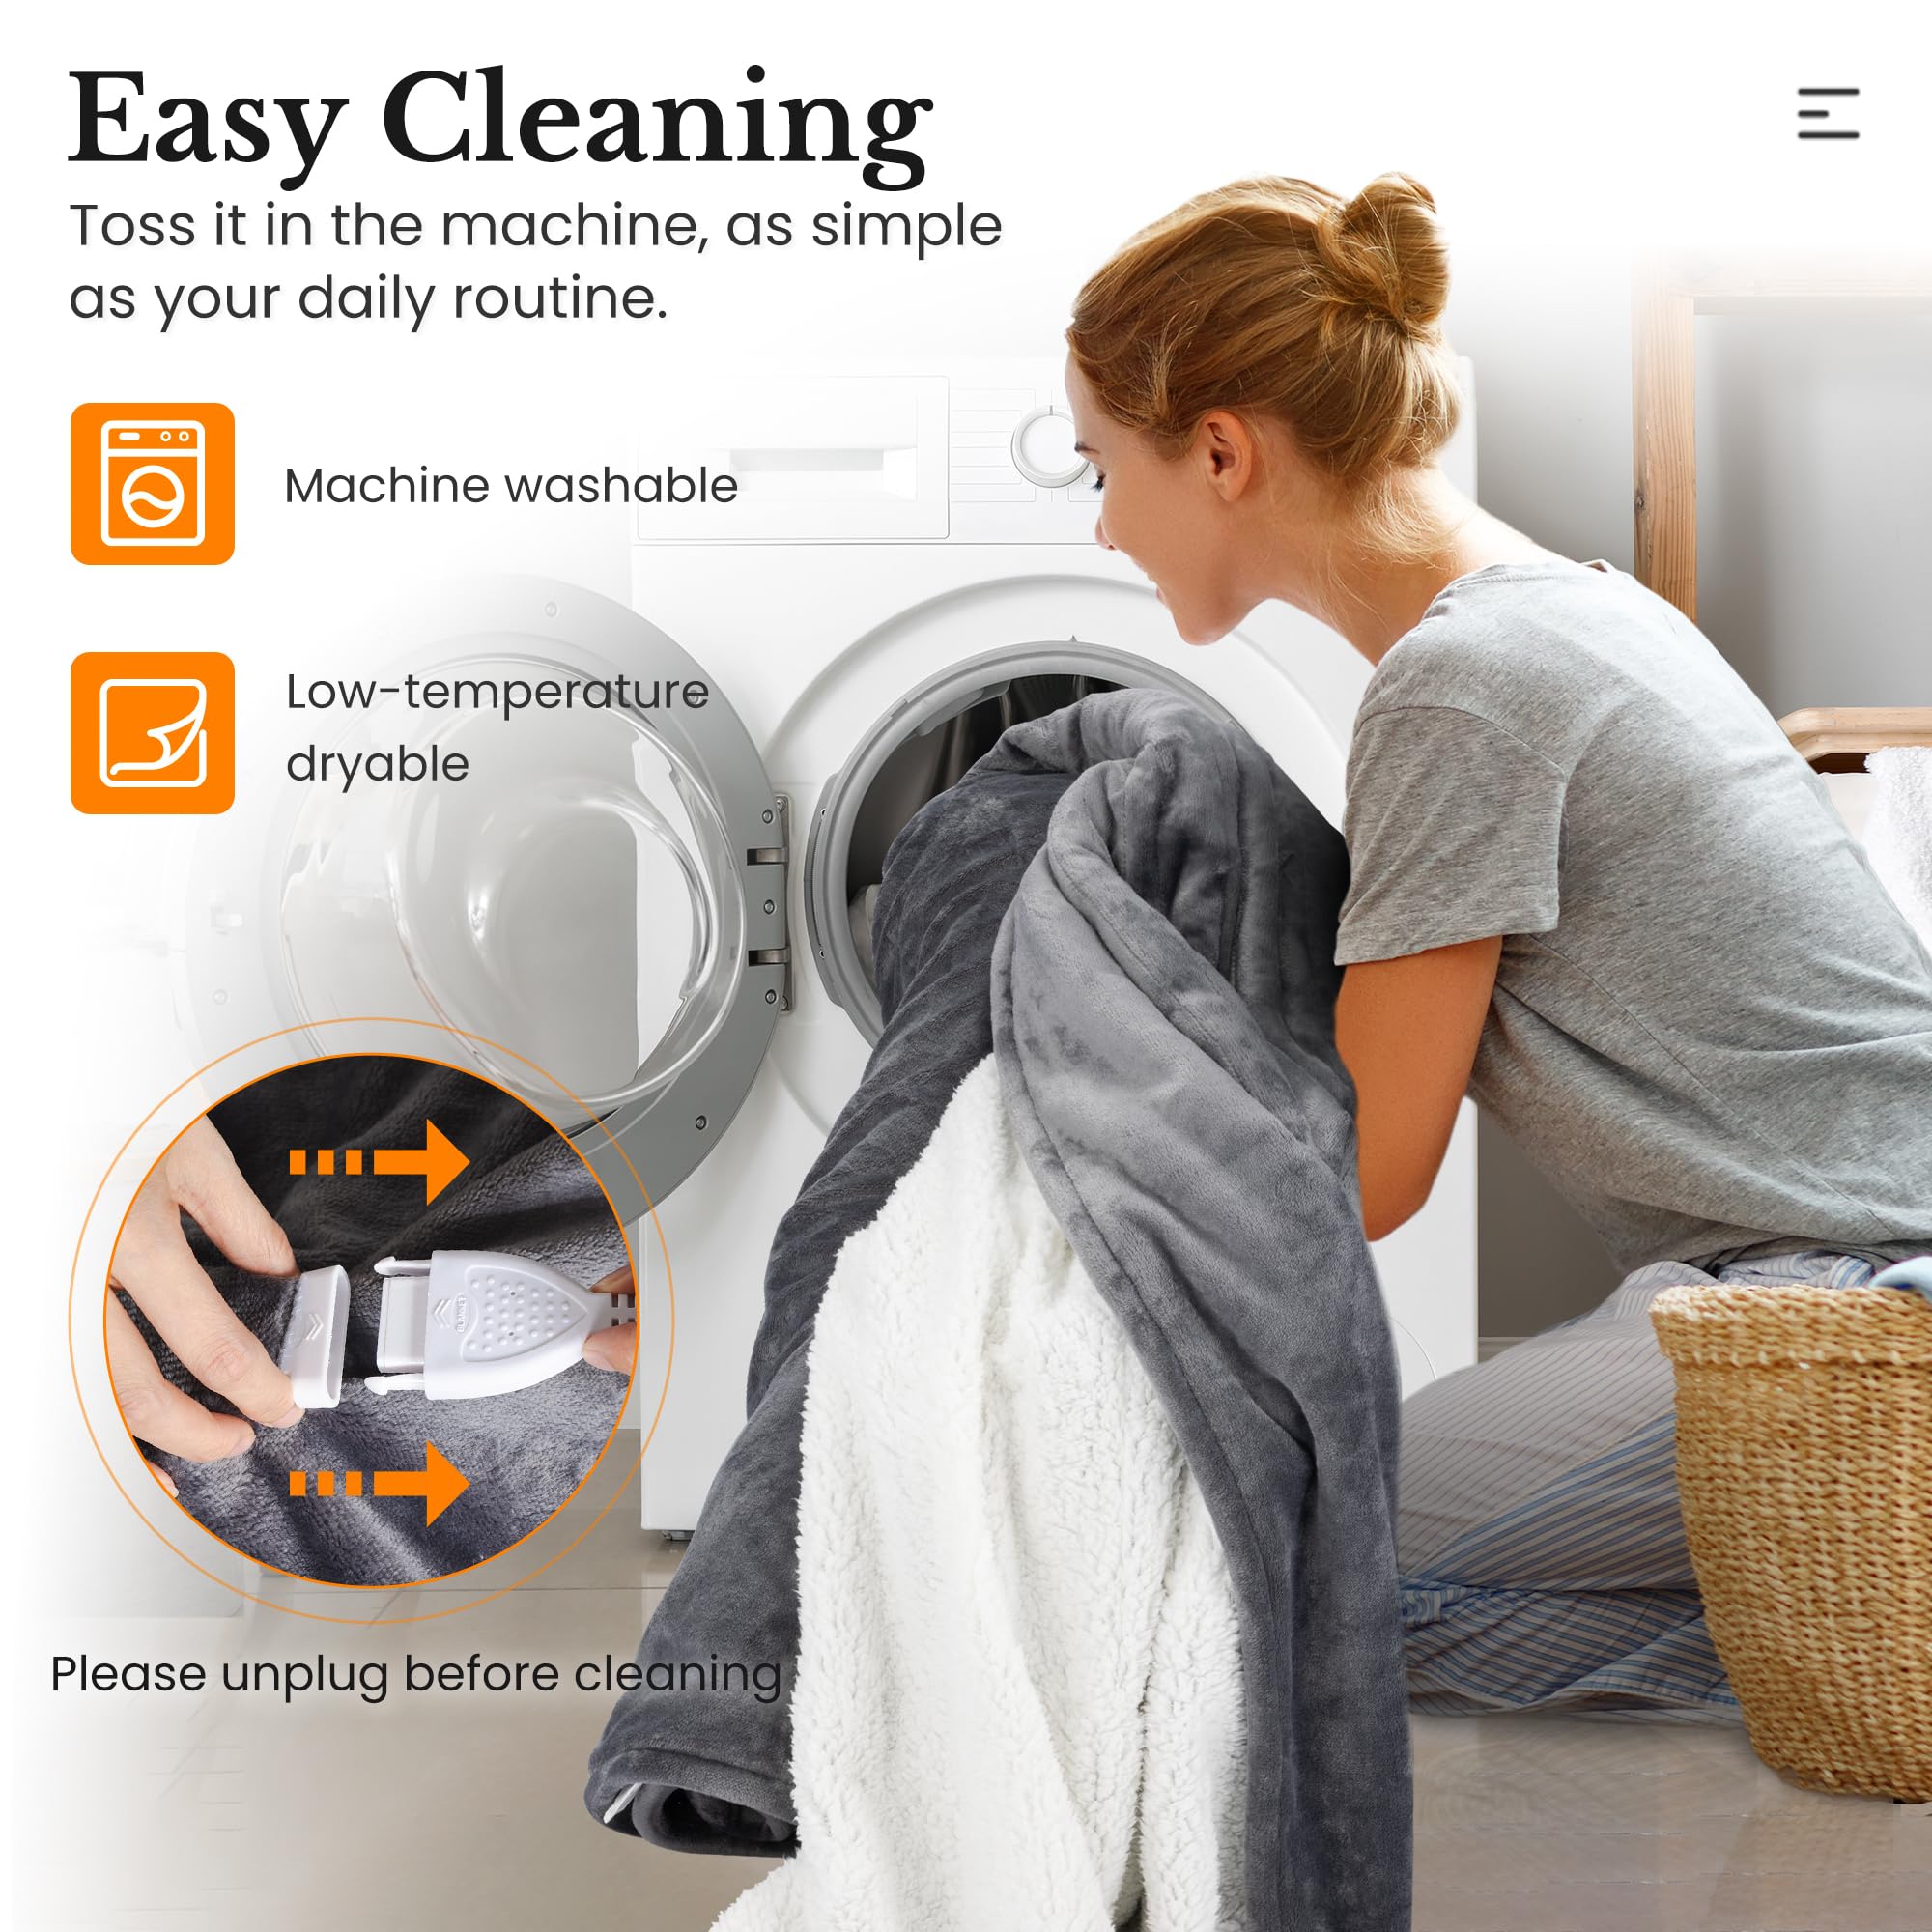 Easy Cleaning
Toss it in the machine, as simple
as your daily routine.
Machine washable
Low-temperature
dryable
Please unplug before cleaning